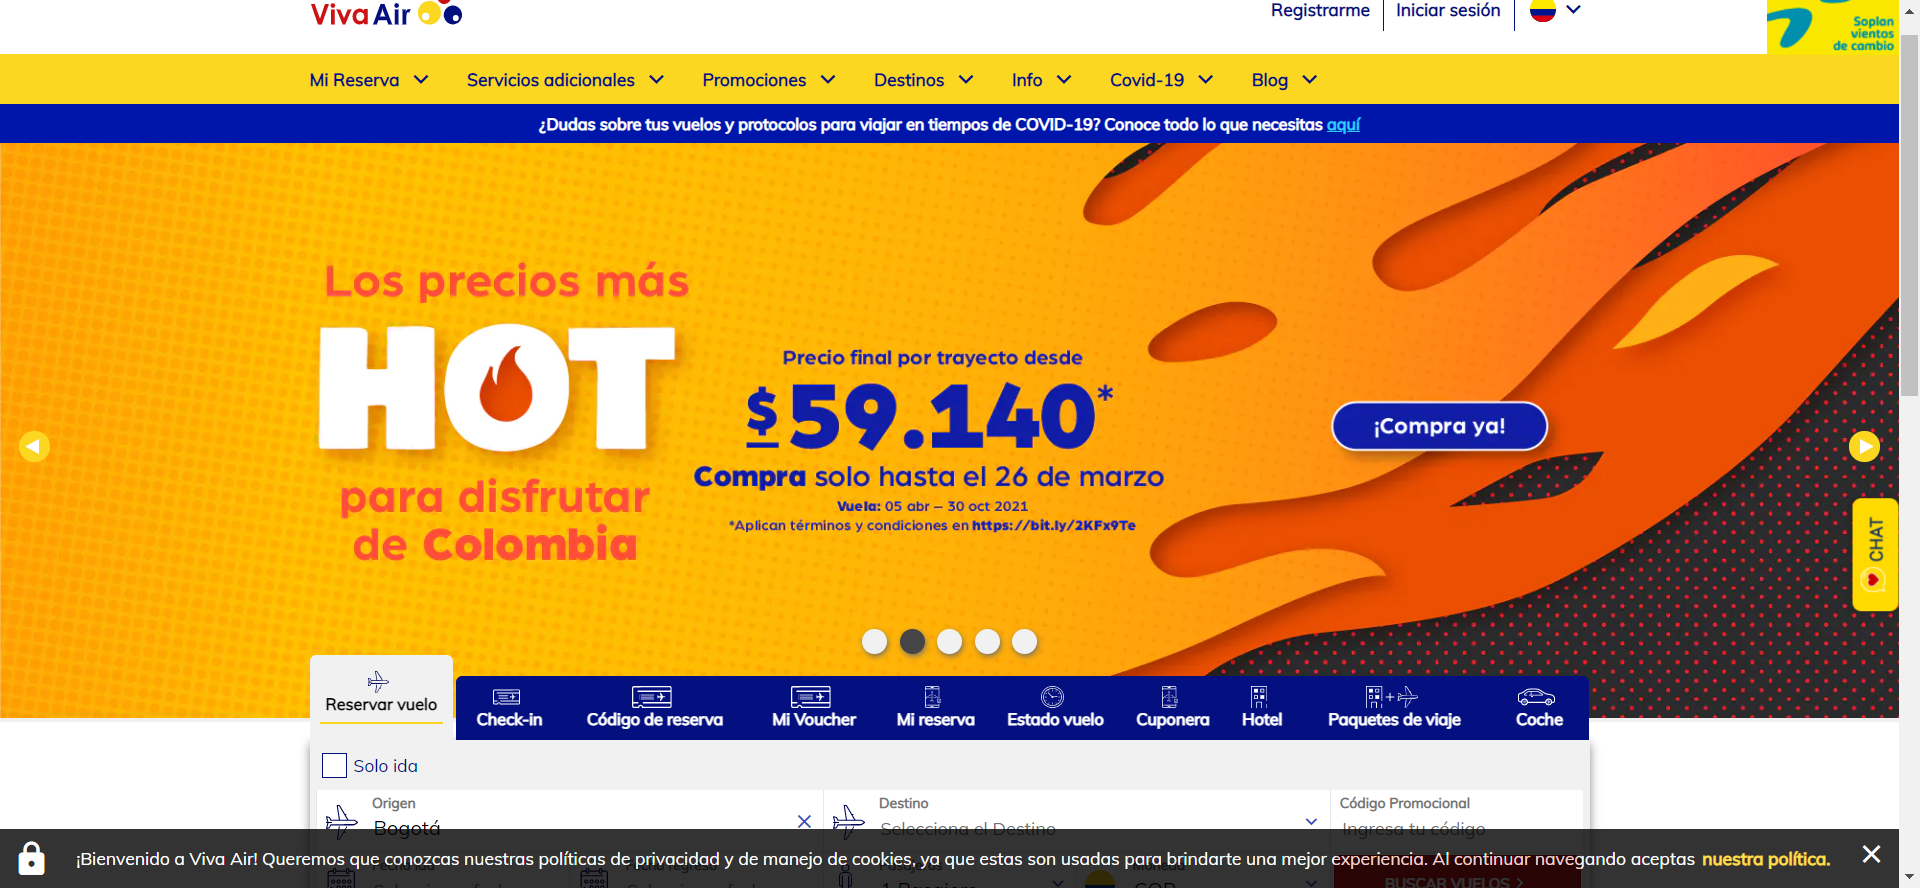 Viva Air
Registrarme
Iniciar sesión
Soplan
vientos
de cambio
Mi Reserva
Servicios adicionales
Promociones
Destinos
Info
Covid-19
Blog
¿Dudas sobre tus vuelos y protocolos para viajar en tiempos de COVID-19? Conoce todo lo que necesitas aquí
Los precios más
HOT
para disfrutar
de Colombia
Precio final por trayecto desde
$59.140*
Compra solo hasta el 26 de marzo
Vuela: 05 abr – 30 oct 2021
*Aplican términos y condiciones en https://bit.ly/2KFx9Te
¡Compra ya!
CHAT
Reservar vuelo
Check-in
Código de reserva
Mi Voucher
Mi reserva
Estado vuelo
Cuponera
Hotel
Paquetes de viaje
Coche
Solo ida
Origen
Bogotá
Destino
Selecciona el Destino
Código Promocional
Ingresa tu código
¡Bienvenido a Viva Air! Queremos que conozcas nuestras políticas de privacidad y de manejo de cookies, ya que estas son usadas para brindarte una mejor experiencia. Al continuar navegando aceptas nuestra política.
1 Pasajero
COP
BUSCAR VUELOS